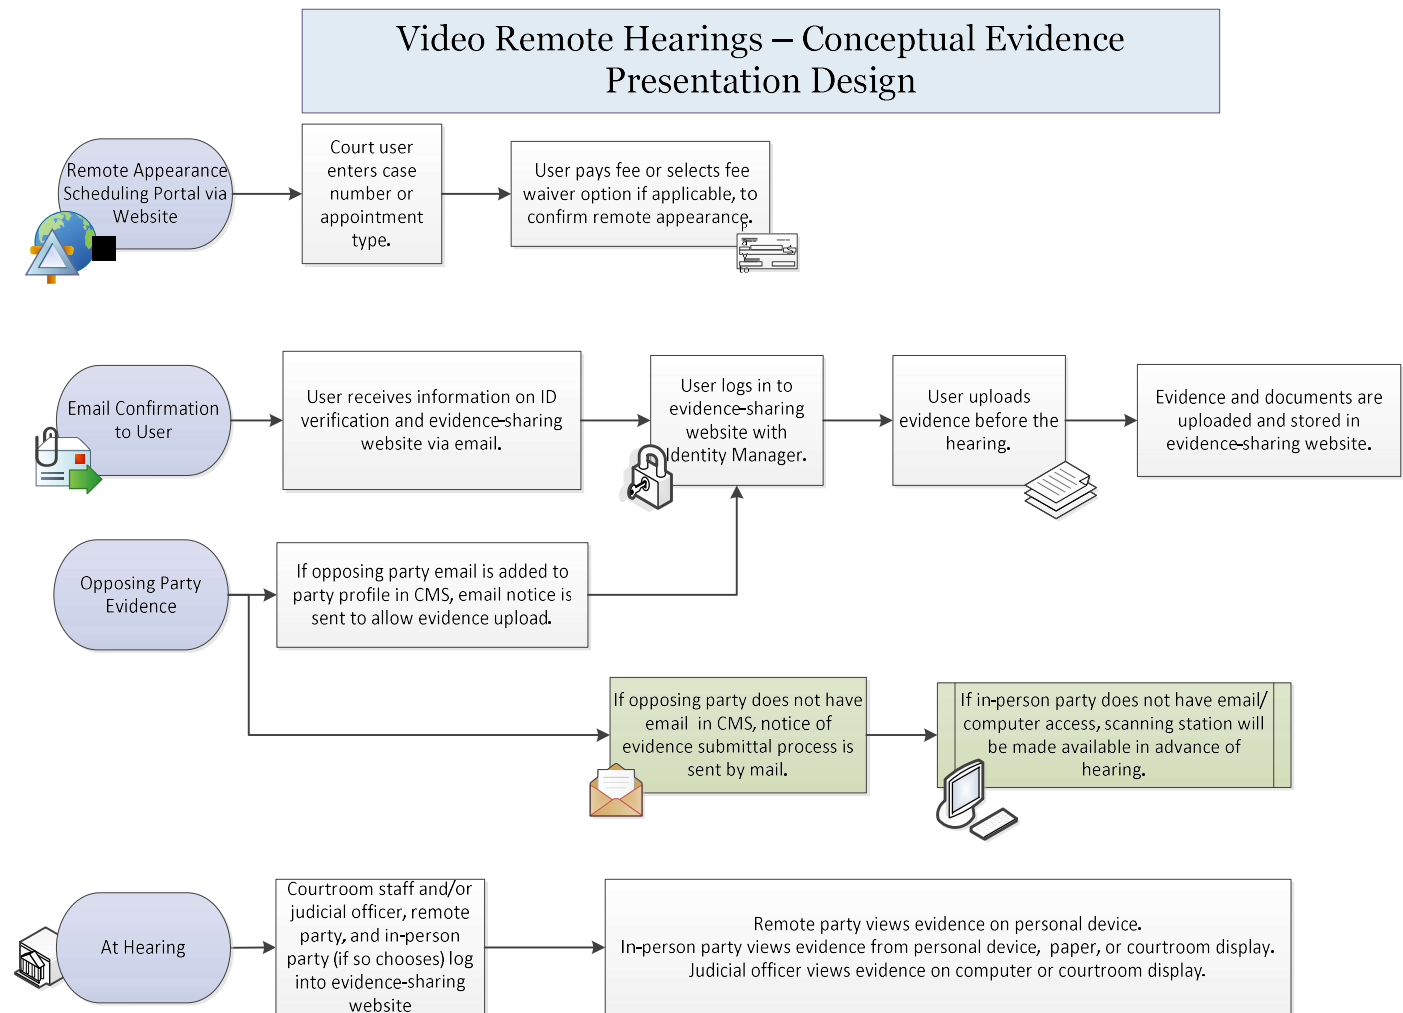 Video Remote Hearings – Conceptual Evidence
Presentation Design
Remote Appearance
Scheduling Portal via
Website
Court user
enters case
number or
appointment
type.
User pays fee or selects fee
waiver option if applicable, to
confirm remote appearance.
P
a
y
to
Email Confirmation
to User
User receives information on ID
verification and evidence-sharing
website via email.
User logs in to
evidence-sharing
website with
Identity Manager.
User uploads
evidence before the
hearing.
Evidence and documents are
uploaded and stored in
evidence-sharing website.
Opposing Party
Evidence
If opposing party email is added to
party profile in CMS, email notice is
sent to allow evidence upload.
If opposing party does not have
email in CMS, notice of
evidence submittal process is
sent by mail.
If in-person party does not have email/
computer access, scanning station will
be made available in advance of
hearing.
At Hearing
Courtroom staff and/or
judicial officer, remote
party, and in-person
party (if so chooses) log
into evidence-sharing
website
Remote party views evidence on personal device.
In-person party views evidence from personal device, paper, or courtroom display.
Judicial officer views evidence on computer or courtroom display.